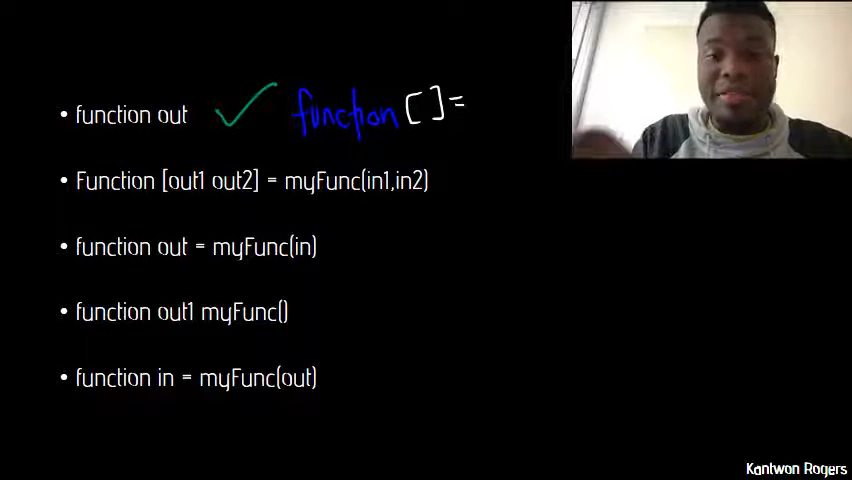 • function out function [ ] =
• Function [out1 out2] = myFunc(in1,in2)
• function out = myFunc(in)
• function out1 myFunc()
• function in = myFunc(out)
Kantwon Rogers